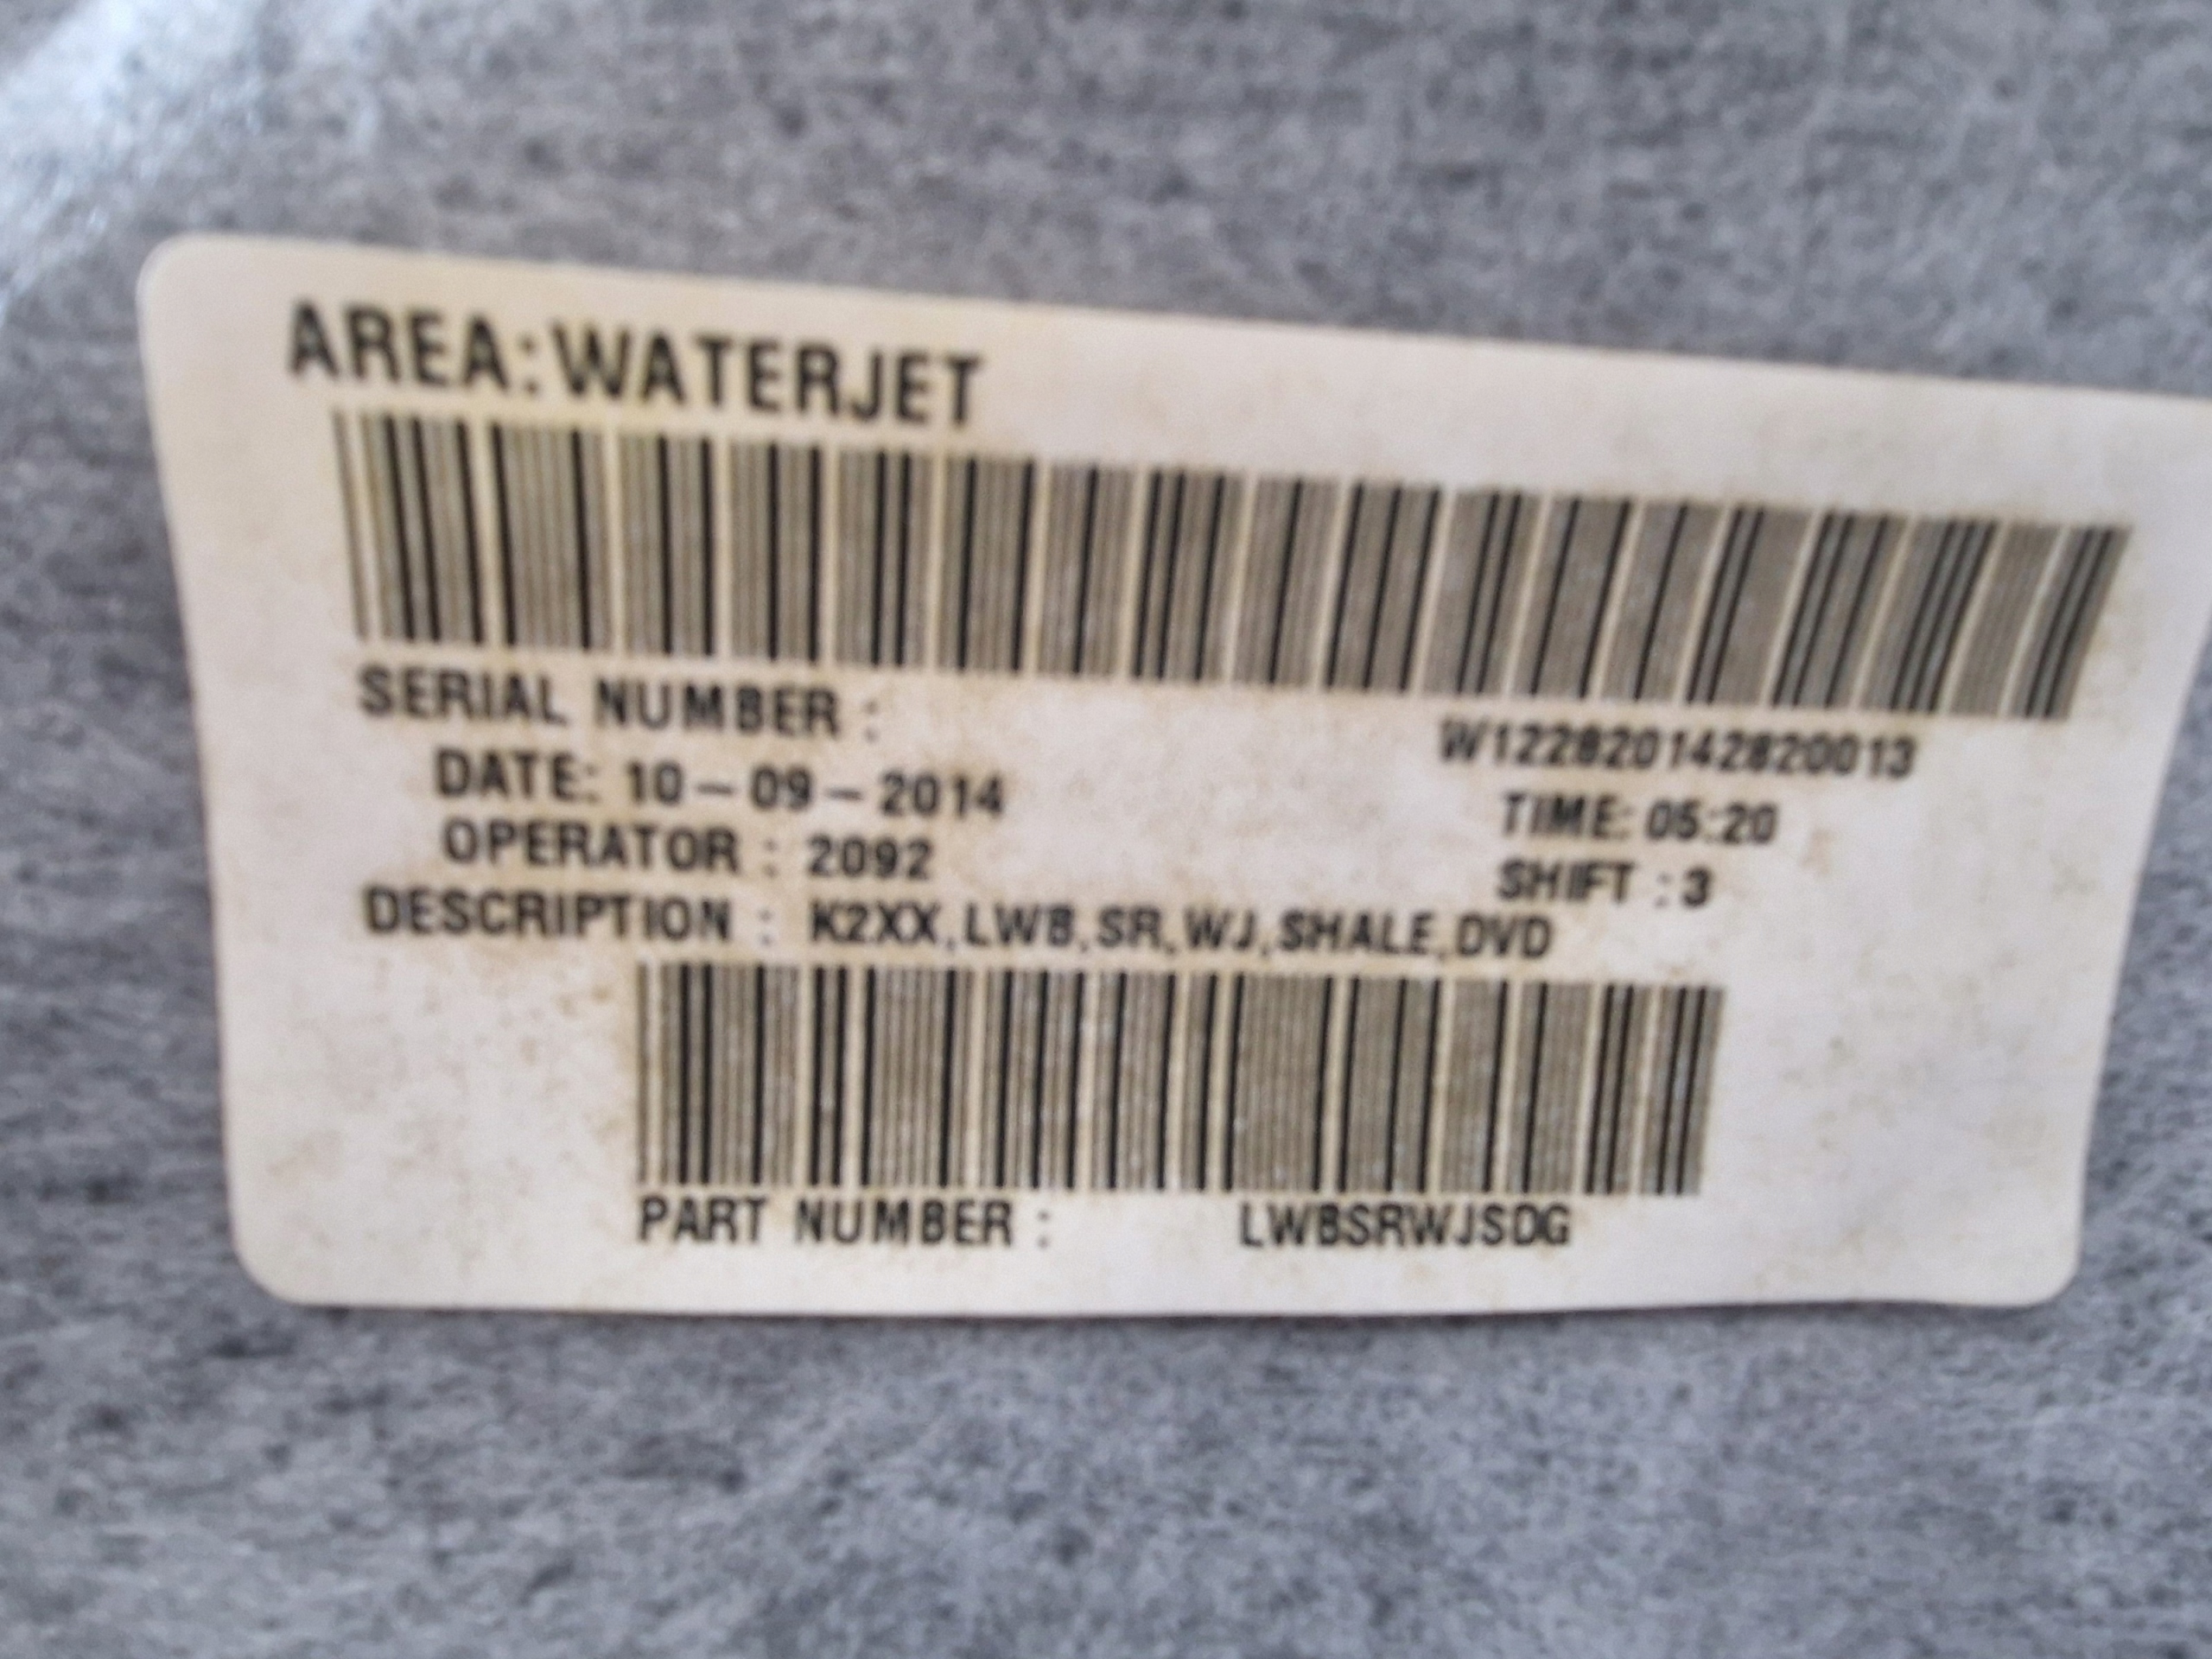 AREA:WATERJET
SERIAL NUMBER : W122820142820013
DATE: 10-09-2014 TIME: 05:20
OPERATOR : 2092 SHIFT : 3
DESCRIPTION : K2XX,LWB,SR,WJ,SHALE,DVD
PART NUMBER : LWBSRWJSDG